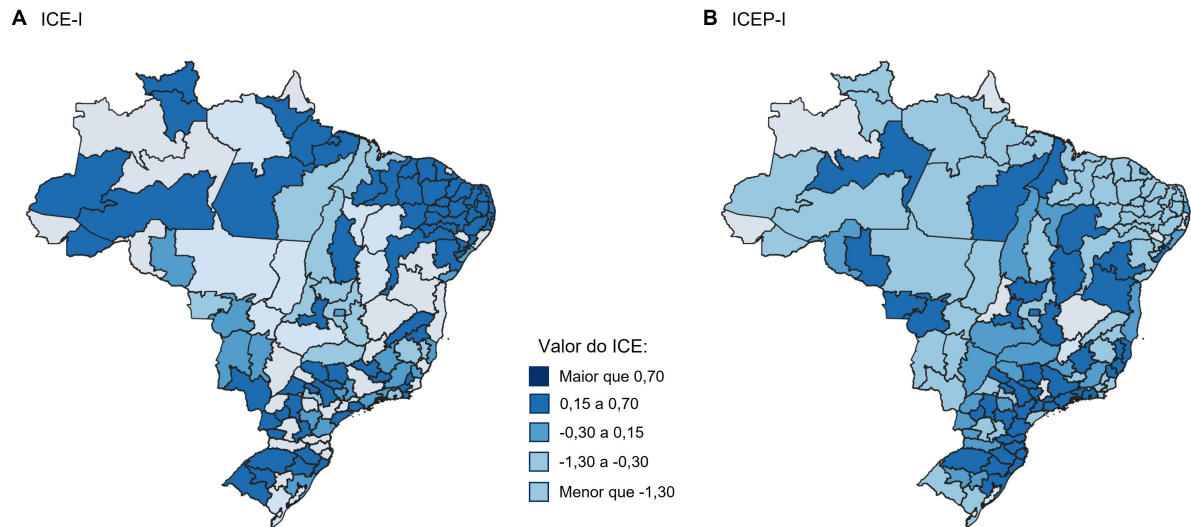 A ICE-I
B ICEP-I
Valor do ICE:
Maior que 0,70
0,15 a 0,70
-0,30 a 0,15
-1,30 a -0,30
Menor que -1,30